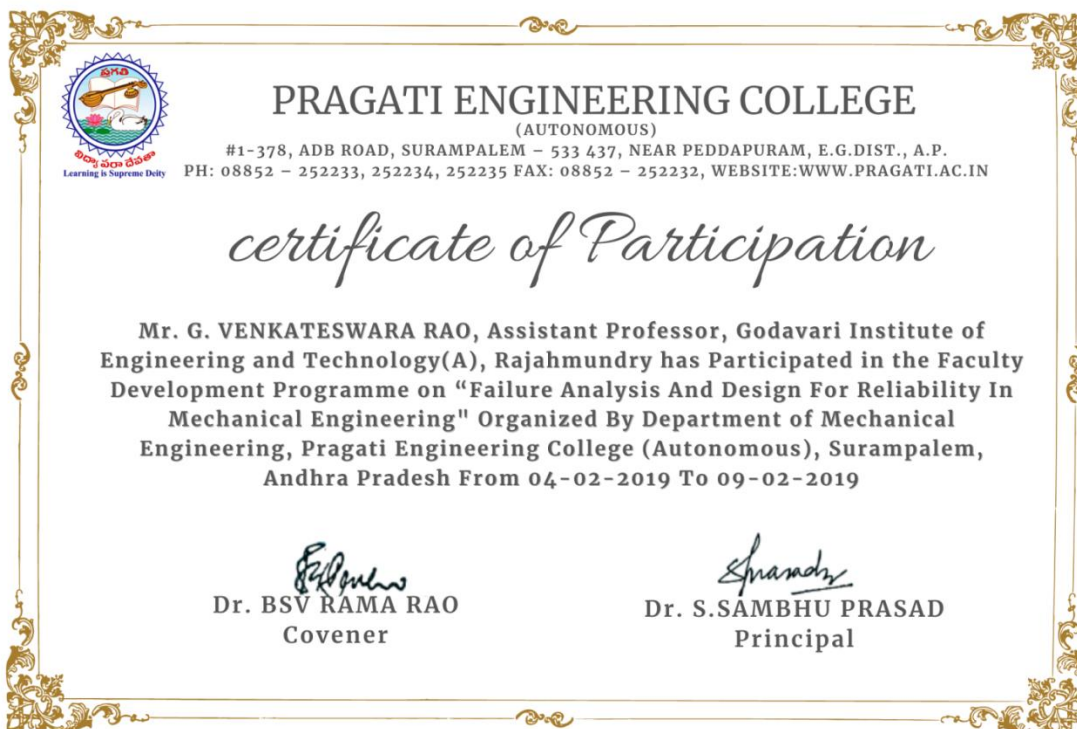 ప్రగతి
విద్యా పరా దేవతా
Learning is Supreme Deity
PRAGATI ENGINEERING COLLEGE
(AUTONOMOUS)
#1-378, ADB ROAD, SURAMPALEM – 533 437, NEAR PEDDAPURAM, E.G.DIST., A.P.
PH: 08852 – 252233, 252234, 252235 FAX: 08852 – 252232, WEBSITE:WWW.PRAGATI.AC.IN
certificate of Participation
Mr. G. VENKATESWARA RAO, Assistant Professor, Godavari Institute of
Engineering and Technology(A), Rajahmundry has Participated in the Faculty
Development Programme on “Failure Analysis And Design For Reliability In
Mechanical Engineering" Organized By Department of Mechanical
Engineering, Pragati Engineering College (Autonomous), Surampalem,
Andhra Pradesh From 04-02-2019 To 09-02-2019
Dr. BSV RAMA RAO
Covener
Dr. S.SAMBHU PRASAD
Principal